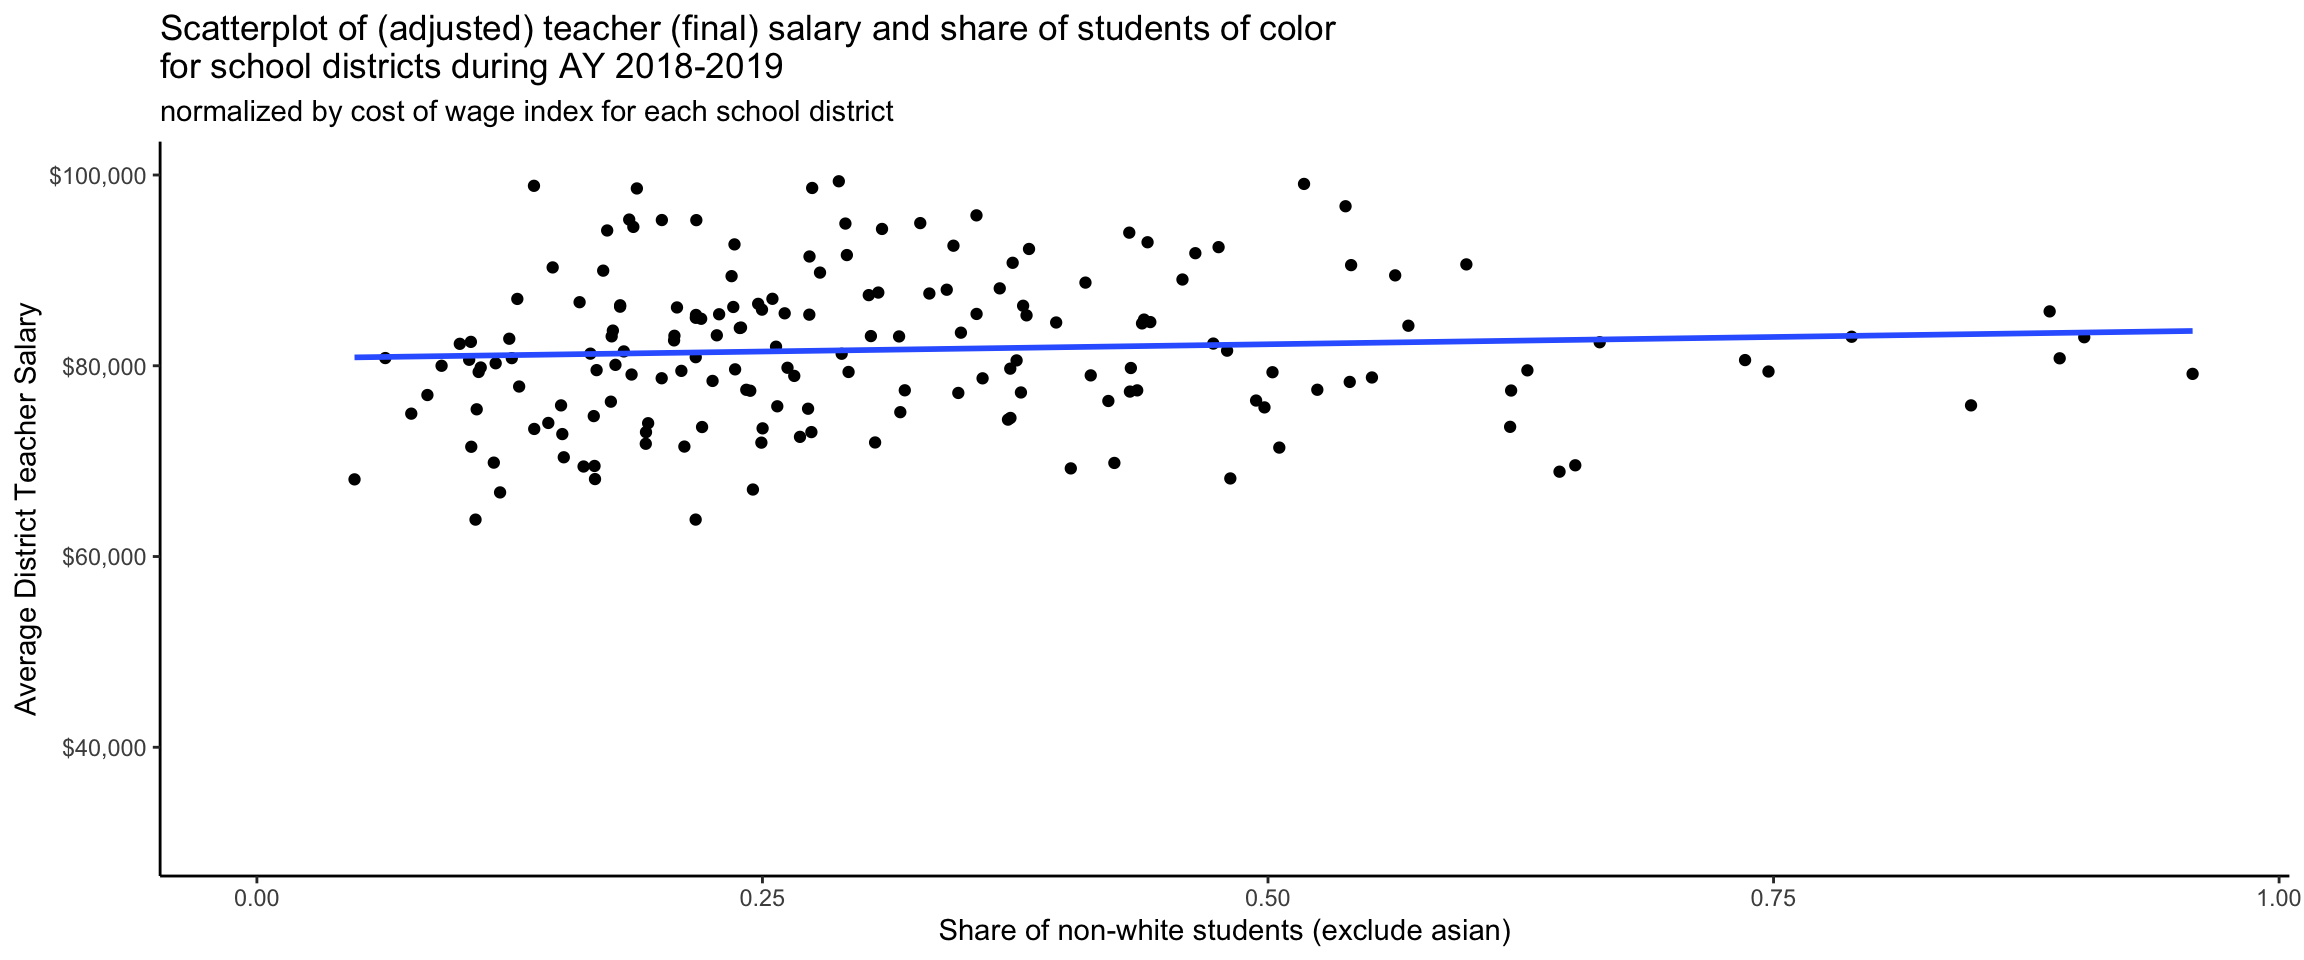 Scatterplot of (adjusted) teacher (final) salary and share of students of color
for school districts during AY 2018-2019
normalized by cost of wage index for each school district
Average District Teacher Salary
$100,000
$80,000
$60,000
$40,000
0.00
0.25
0.50
0.75
1.00
Share of non-white students (exclude asian)